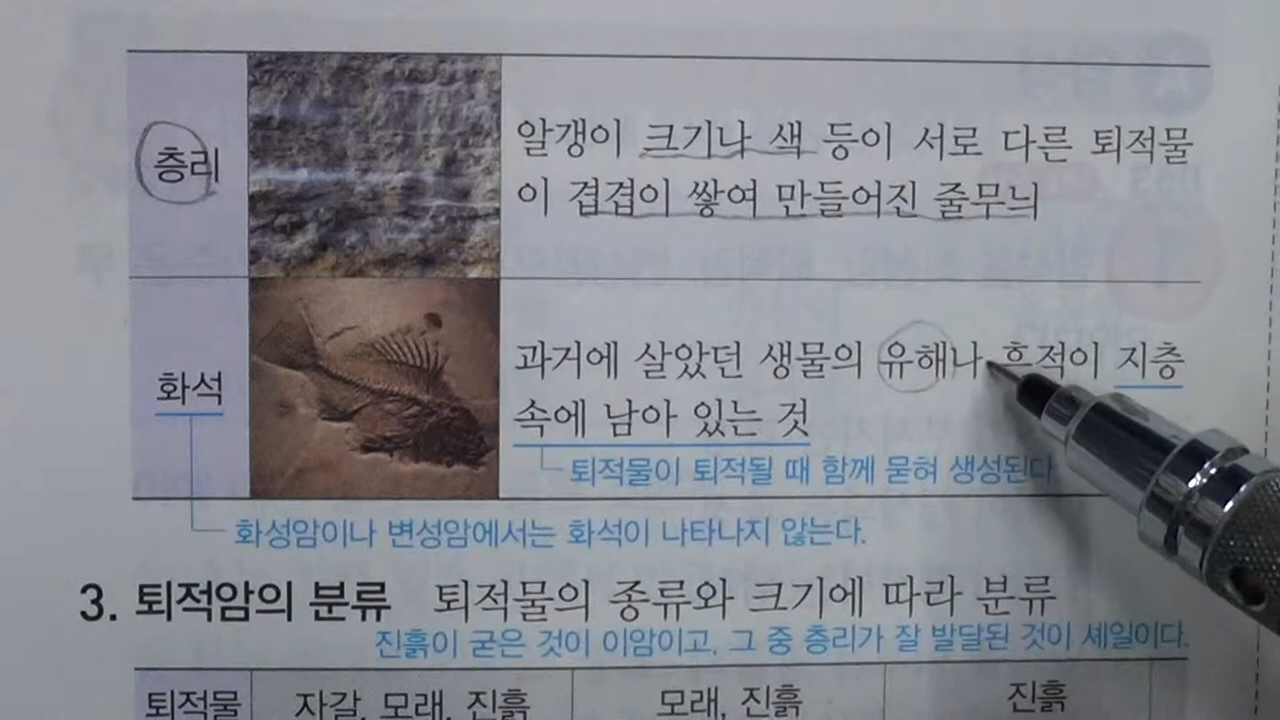 층리
알갱이 크기나 색 등이 서로 다른 퇴적물
이 겹겹이 쌓여 만들어진 줄무늬
화석
과거에 살았던 생물의 유해나 흔적이 지층
속에 남아 있는 것
퇴적물이 퇴적될 때 함께 묻혀 생성된다
화성암이나 변성암에서는 화석이 나타나지 않는다.
3. 퇴적암의 분류 퇴적물의 종류와 크기에 따라 분류
진흙이 굳은 것이 이암이고, 그 중 층리가 잘 발달된 것이 셰일이다.
퇴적물 자갈, 모래, 진흙 모래, 진흙 진흙